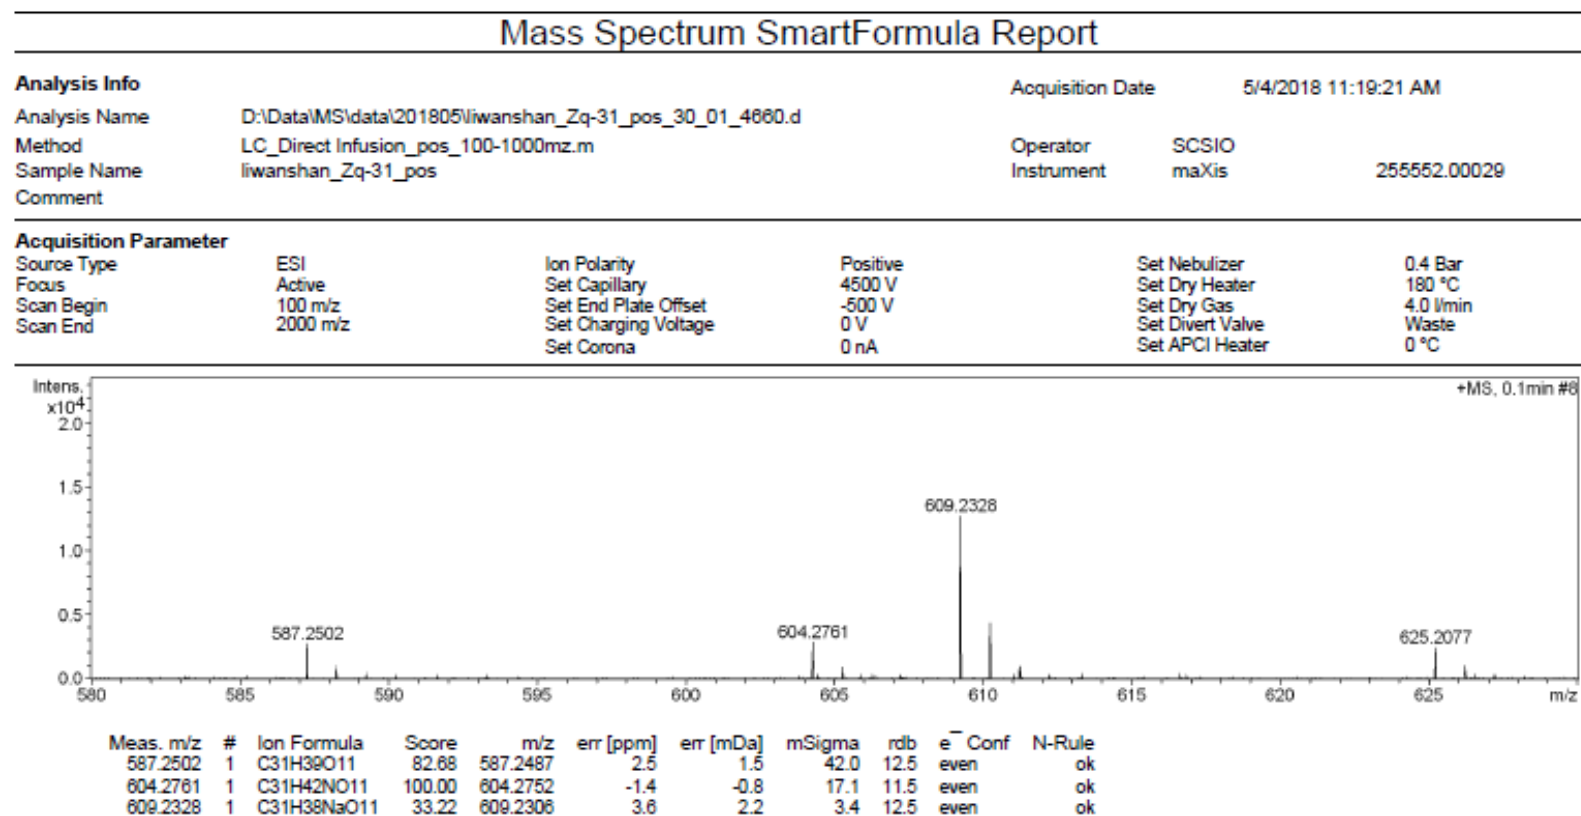 Mass Spectrum SmartFormula Report
Analysis Info Acquisition Date 5/4/2018 11:19:21 AM
Analysis Name D:\Data\MS\data\201805\liwanshan_Zq-31_pos_30_01_4660.d
Method LC_Direct Infusion_pos_100-1000mz.m Operator SCSIO
Sample Name liwanshan_Zq-31_pos Instrument maXis 255552.00029
Comment
Acquisition Parameter
Source Type ESI Ion Polarity Positive Set Nebulizer 0.4 Bar
Focus Active Set Capillary 4500 V Set Dry Heater 180 °C
Scan Begin 100 m/z Set End Plate Offset -500 V Set Dry Gas 4.0 l/min
Scan End 2000 m/z Set Charging Voltage 0 V Set Divert Valve Waste
Set Corona 0 nA Set APCI Heater 0 °C
Intens. +MS, 0.1min #8
x10⁴
2.0
1.5
609.2328
1.0
0.5
587.2502 604.2761 625.2077
0.0
580 585 590 595 600 605 610 615 620 625 m/z
Meas. m/z # Ion Formula Score m/z err [ppm] err [mDa] mSigma rdb e⁻ Conf N-Rule
587.2502 1 C31H39O11 82.68 587.2487 2.5 1.5 42.0 12.5 even ok
604.2761 1 C31H42NO11 100.00 604.2752 -1.4 -0.8 17.1 11.5 even ok
609.2328 1 C31H38NaO11 33.22 609.2306 3.6 2.2 3.4 12.5 even ok